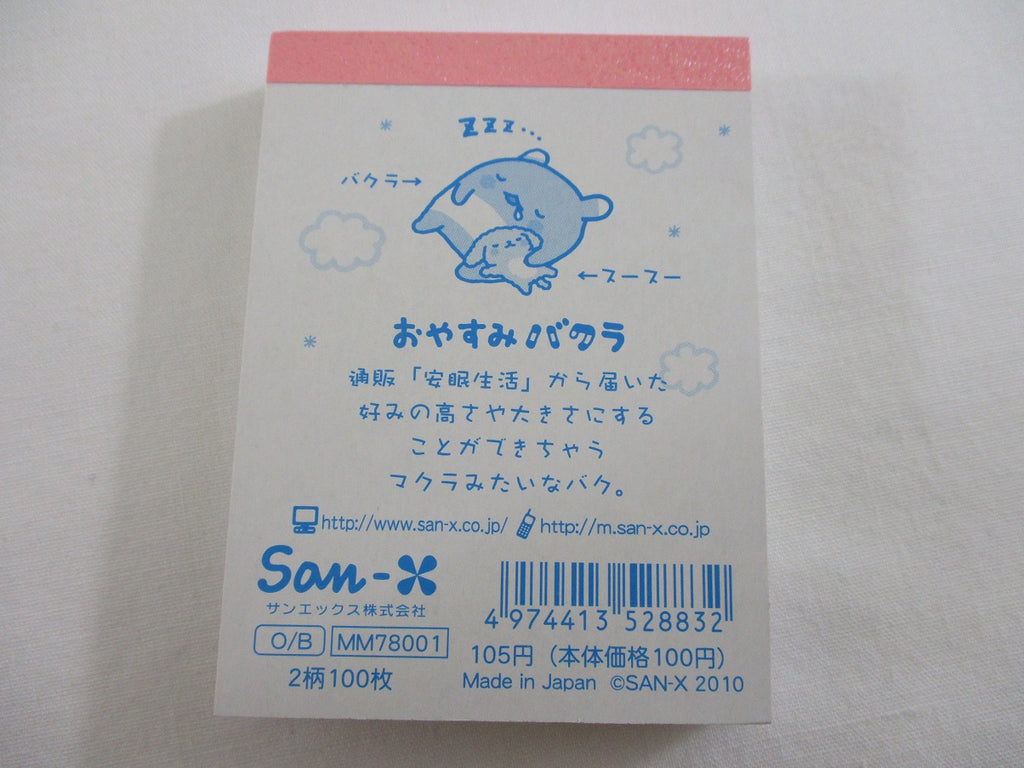 ZZZ...
バクラ→
←スースー
おやすみバクラ
通販「安眠生活」から届いた
好みの高さや大きさにする
ことができちゃう
マクラみたいなバク。
http://www.san-x.co.jp/ http://m.san-x.co.jp
San-X
サンエックス株式会社
O/B MM78001
2柄100枚
4 974413 528832
105円（本体価格100円）
Made in Japan ©SAN-X 2010